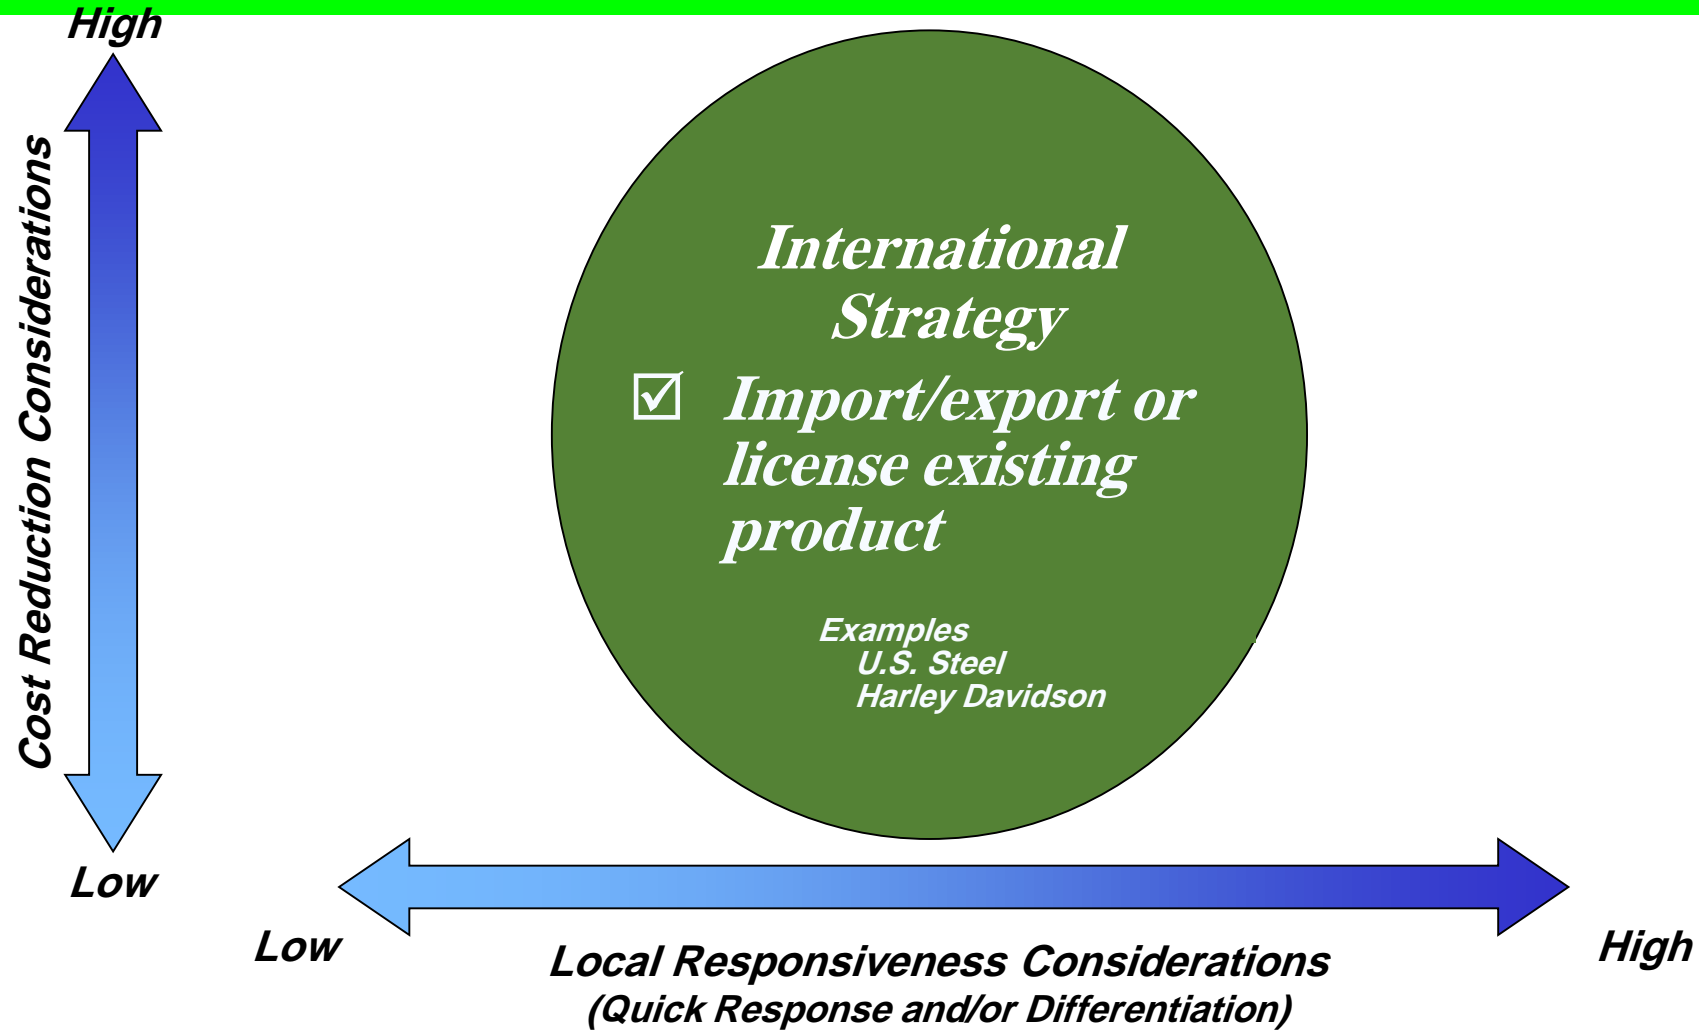 High
Cost Reduction Considerations
International
Strategy
Import/export or
license existing
product
Examples
U.S. Steel
Harley Davidson
Low
Low
High
Local Responsiveness Considerations
(Quick Response and/or Differentiation)